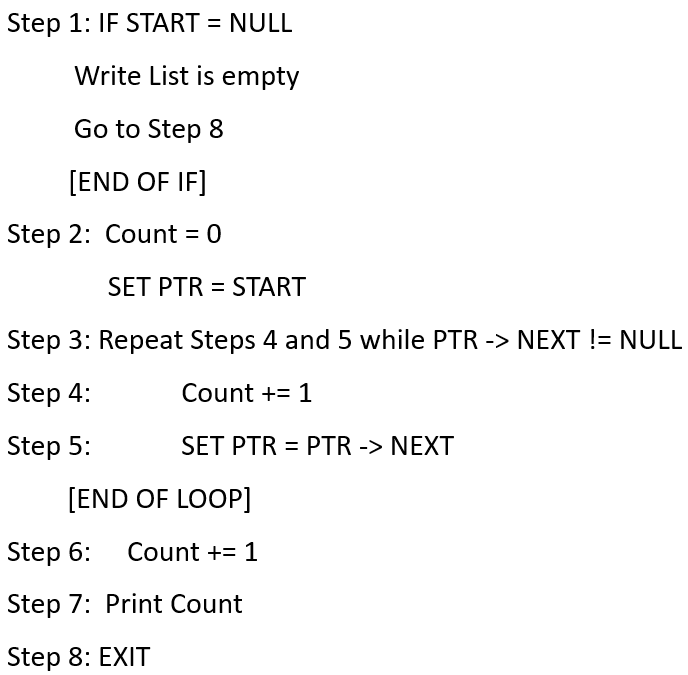 Step 1: IF START = NULL
Write List is empty
Go to Step 8
[END OF IF]
Step 2: Count = 0
SET PTR = START
Step 3: Repeat Steps 4 and 5 while PTR -> NEXT != NULL
Step 4: Count += 1
Step 5: SET PTR = PTR -> NEXT
[END OF LOOP]
Step 6: Count += 1
Step 7: Print Count
Step 8: EXIT